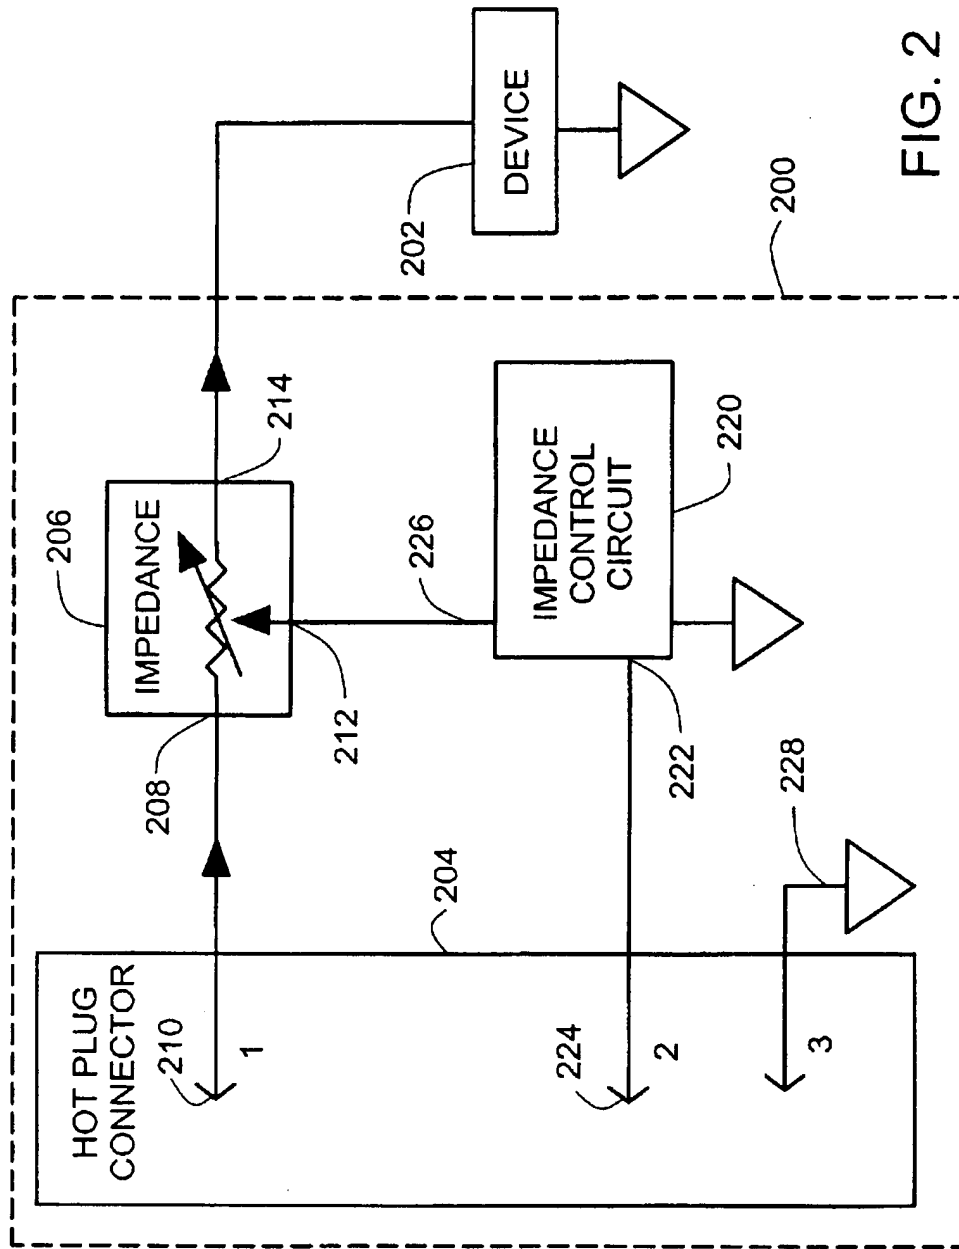 HOT PLUG
CONNECTOR
210
1
224
2
3
204
228
208
206
IMPEDANCE
212
214
226
222
IMPEDANCE
CONTROL
CIRCUIT
220
202
DEVICE
200
FIG. 2